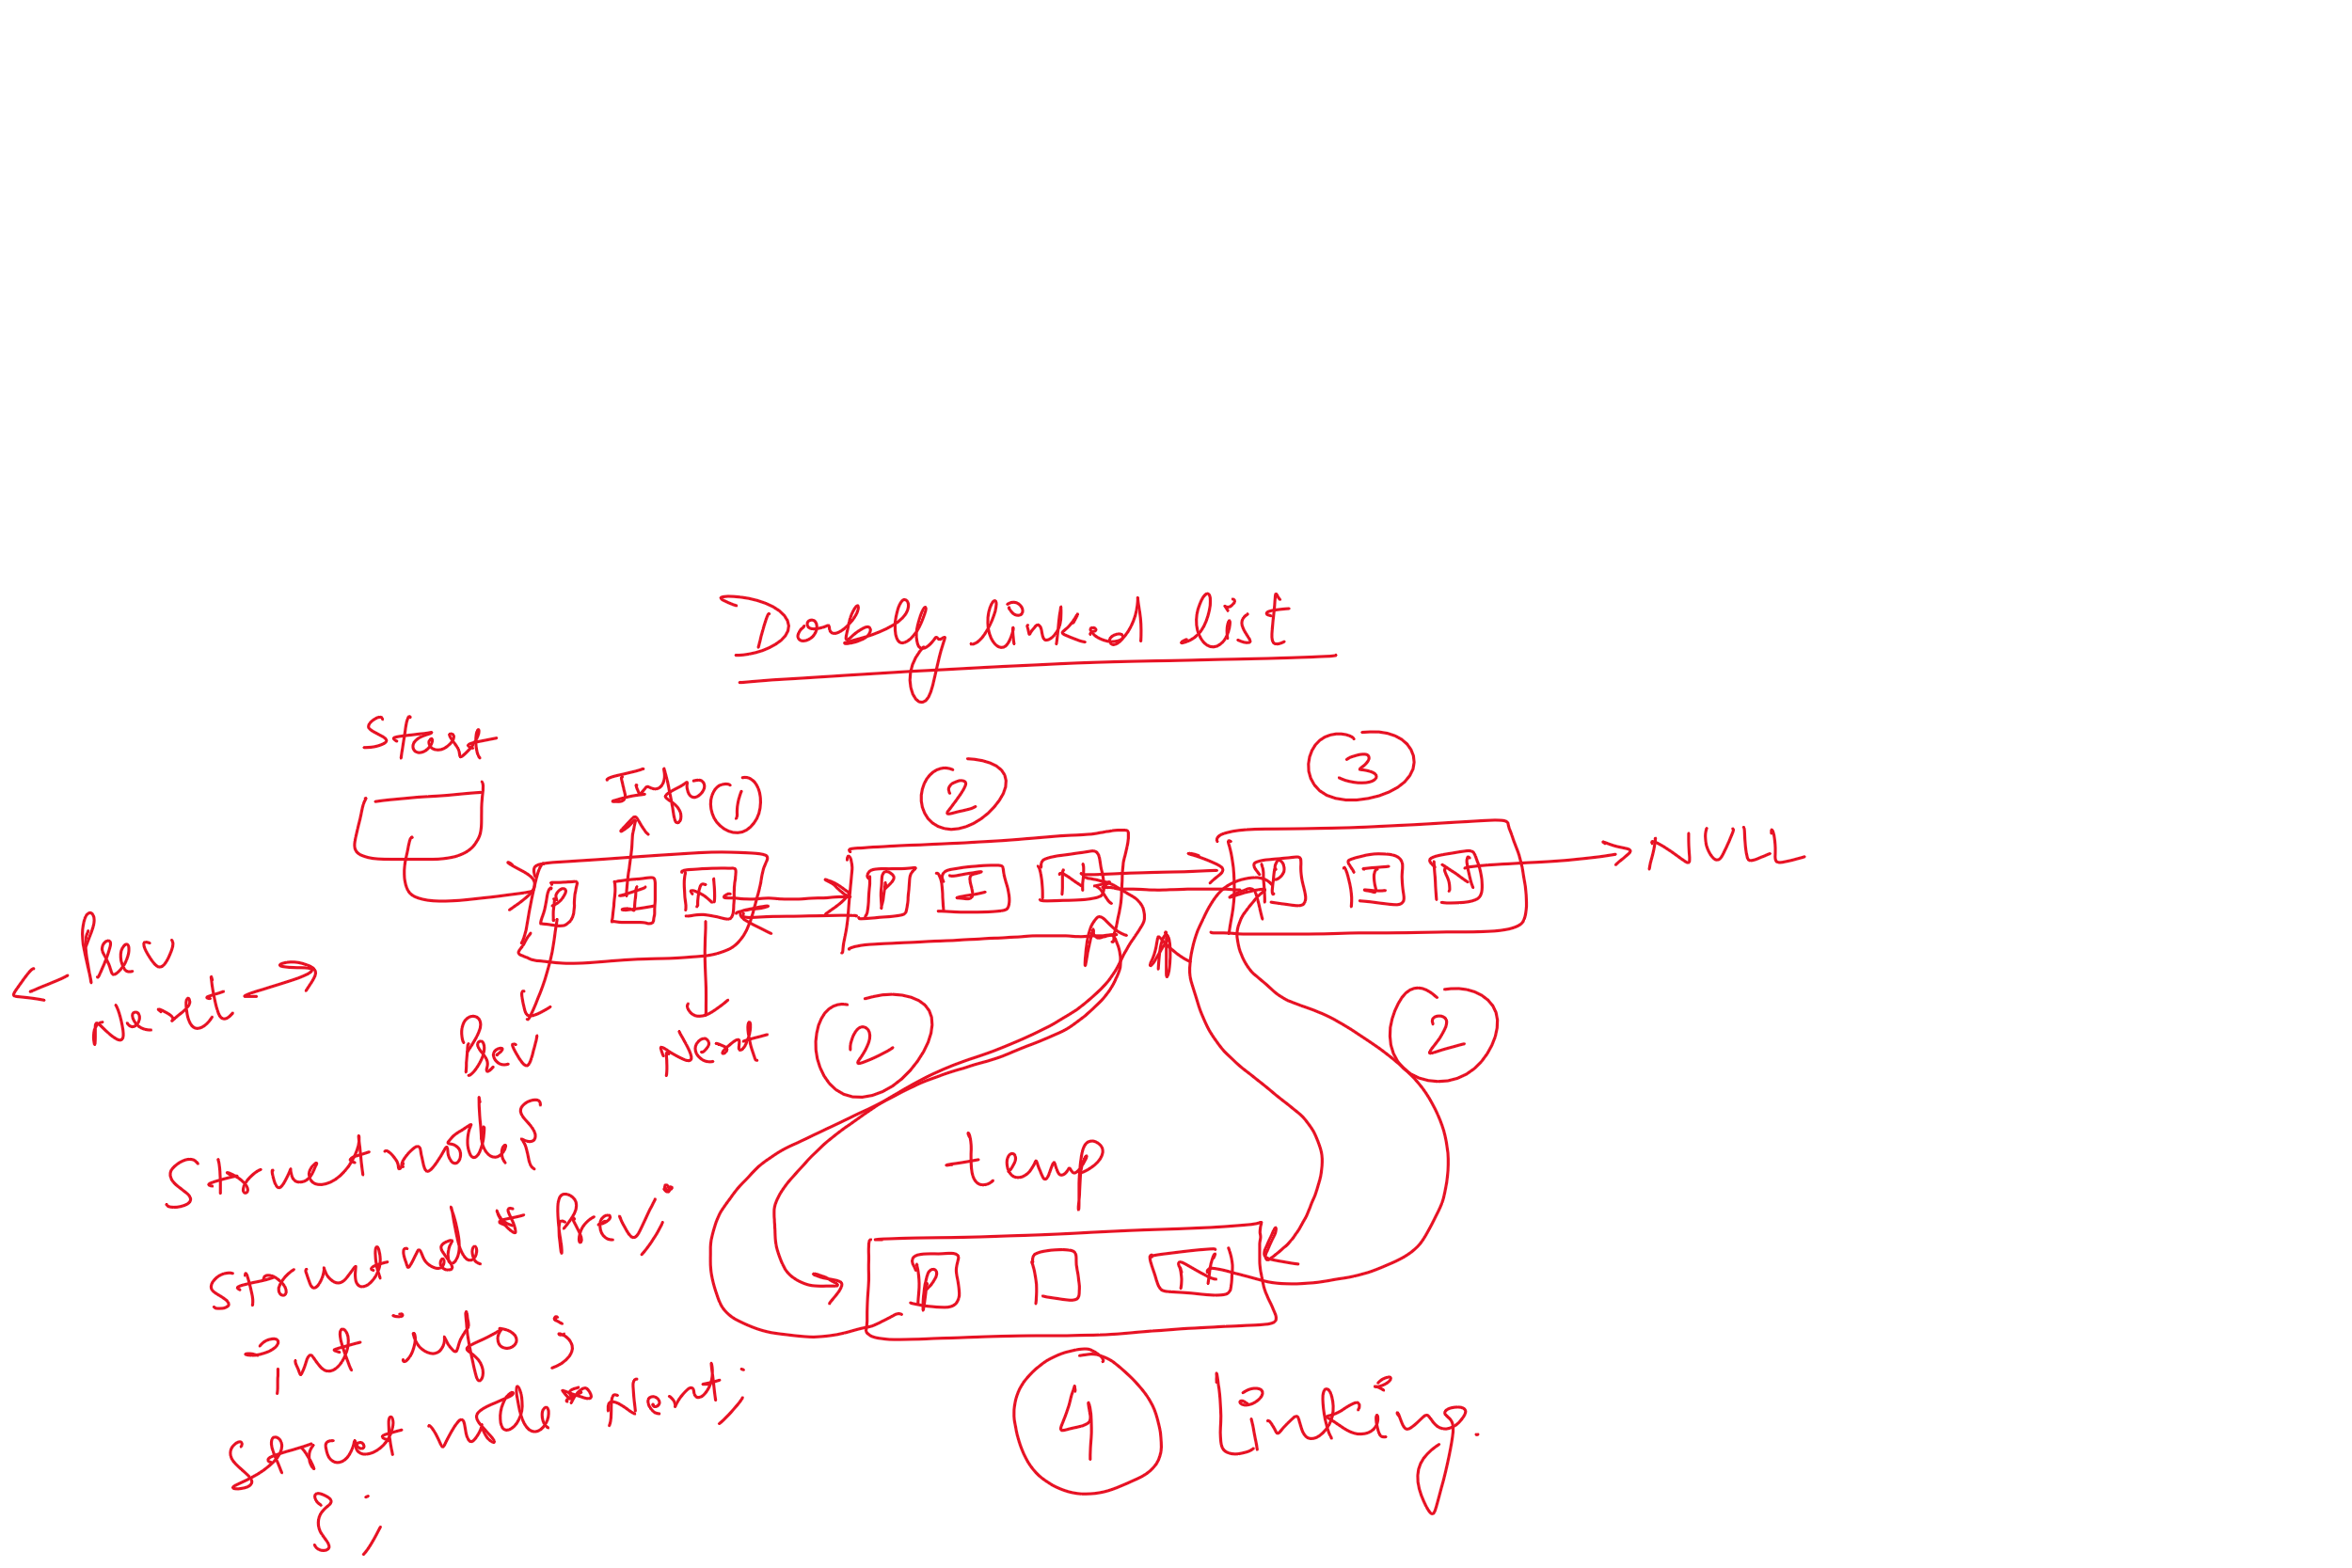 Doubly linked list
Start
Info 1
2
3
P I N
P I N
P I N
NULL
Prev
Next
Prev
Next
2
2
struct node {
struct node * prev;
int info;
struct node * next;
};
temp
P N
4 Linking.